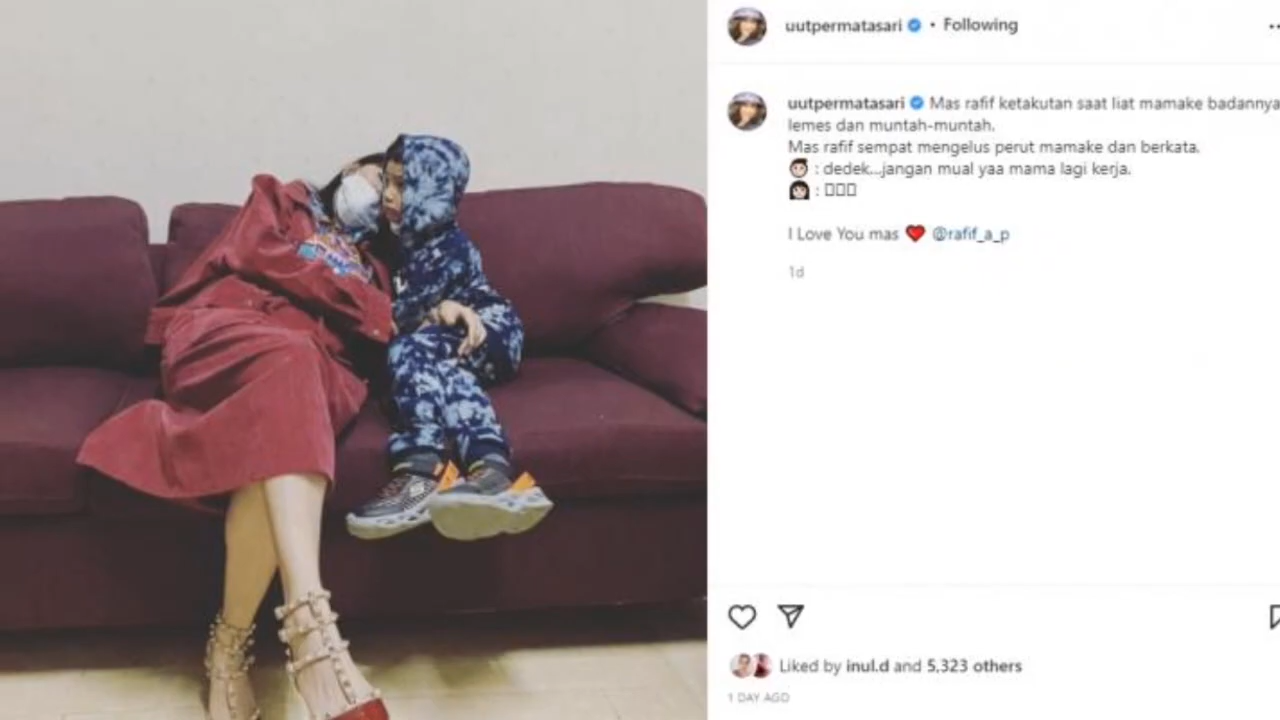 uutpermatasari • Following
uutpermatasari Mas rafif ketakutan saat liat mamake badannya
lemes dan muntah-muntah.
Mas rafif sempat mengelus perut mamake dan berkata.
: dedek...jangan mual yaa mama lagi kerja.
:
I Love You mas ❤️ @rafif_a_p
1d
Liked by inul.d and 5,323 others
1 DAY AGO